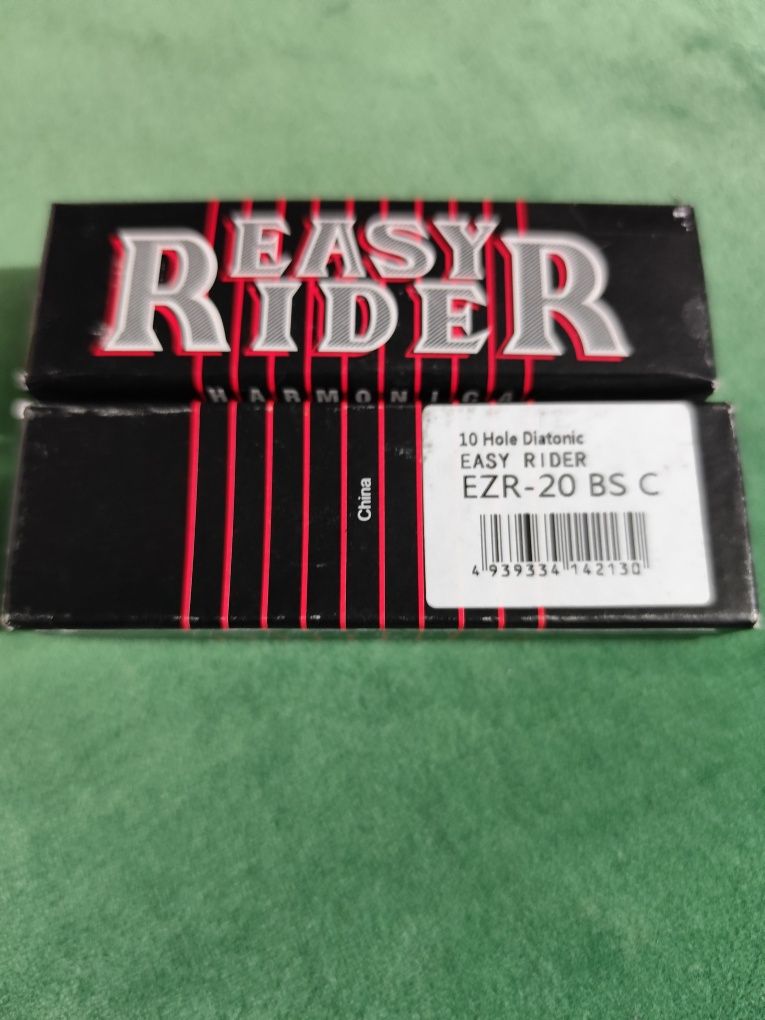 EASY
RIDER
HARMONICA
China
10 Hole Diatonic
EASY RIDER
EZR-20 BS C
4 939334 142130